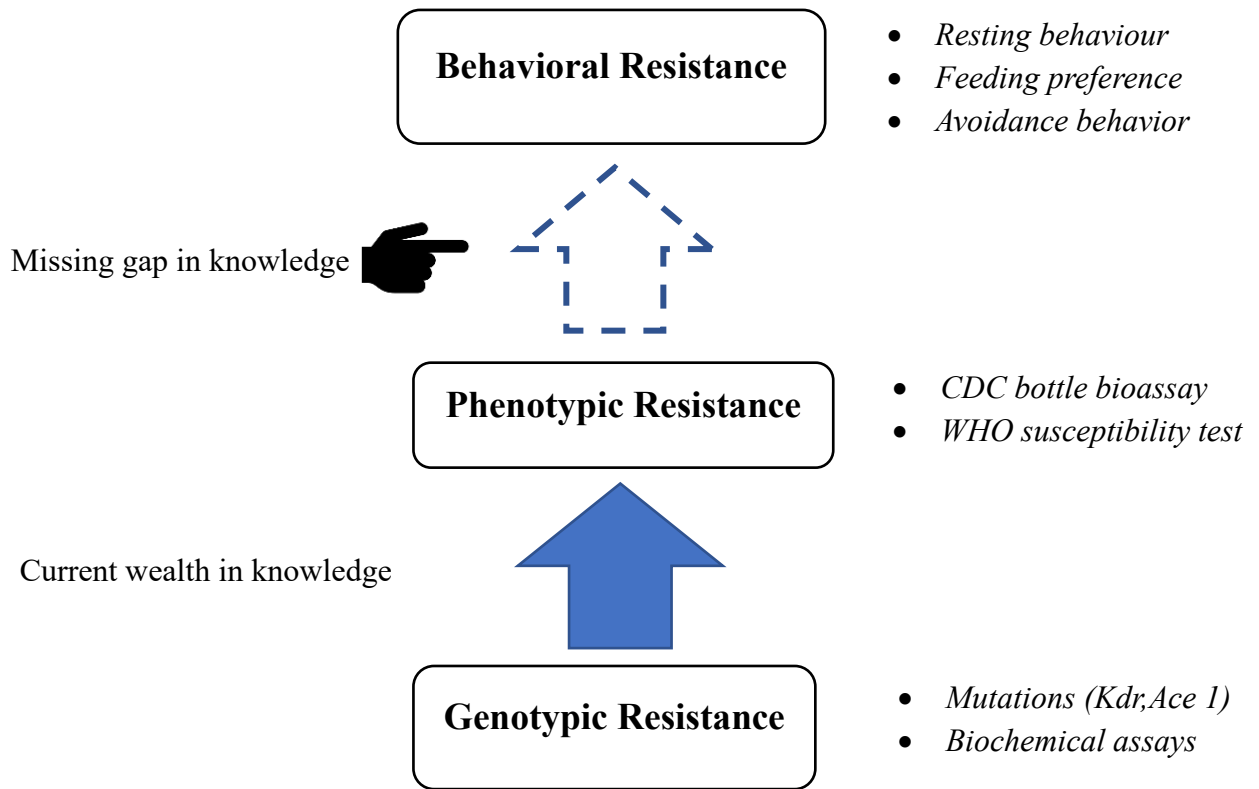 Behavioral Resistance
• Resting behaviour
• Feeding preference
• Avoidance behavior
Missing gap in knowledge
Phenotypic Resistance
• CDC bottle bioassay
• WHO susceptibility test
Current wealth in knowledge
Genotypic Resistance
• Mutations (Kdr,Ace 1)
• Biochemical assays